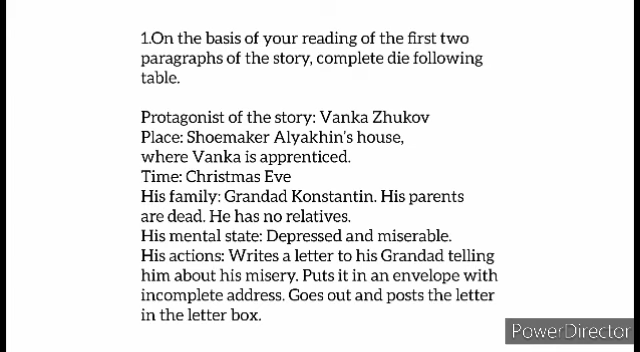 1.On the basis of your reading of the first two
paragraphs of the story, complete die following
table.
Protagonist of the story: Vanka Zhukov
Place: Shoemaker Alyakhin's house,
where Vanka is apprenticed.
Time: Christmas Eve
His family: Grandad Konstantin. His parents
are dead. He has no relatives.
His mental state: Depressed and miserable.
His actions: Writes a letter to his Grandad telling
him about his misery. Puts it in an envelope with
incomplete address. Goes out and posts the letter
in the letter box.
PowerDirector